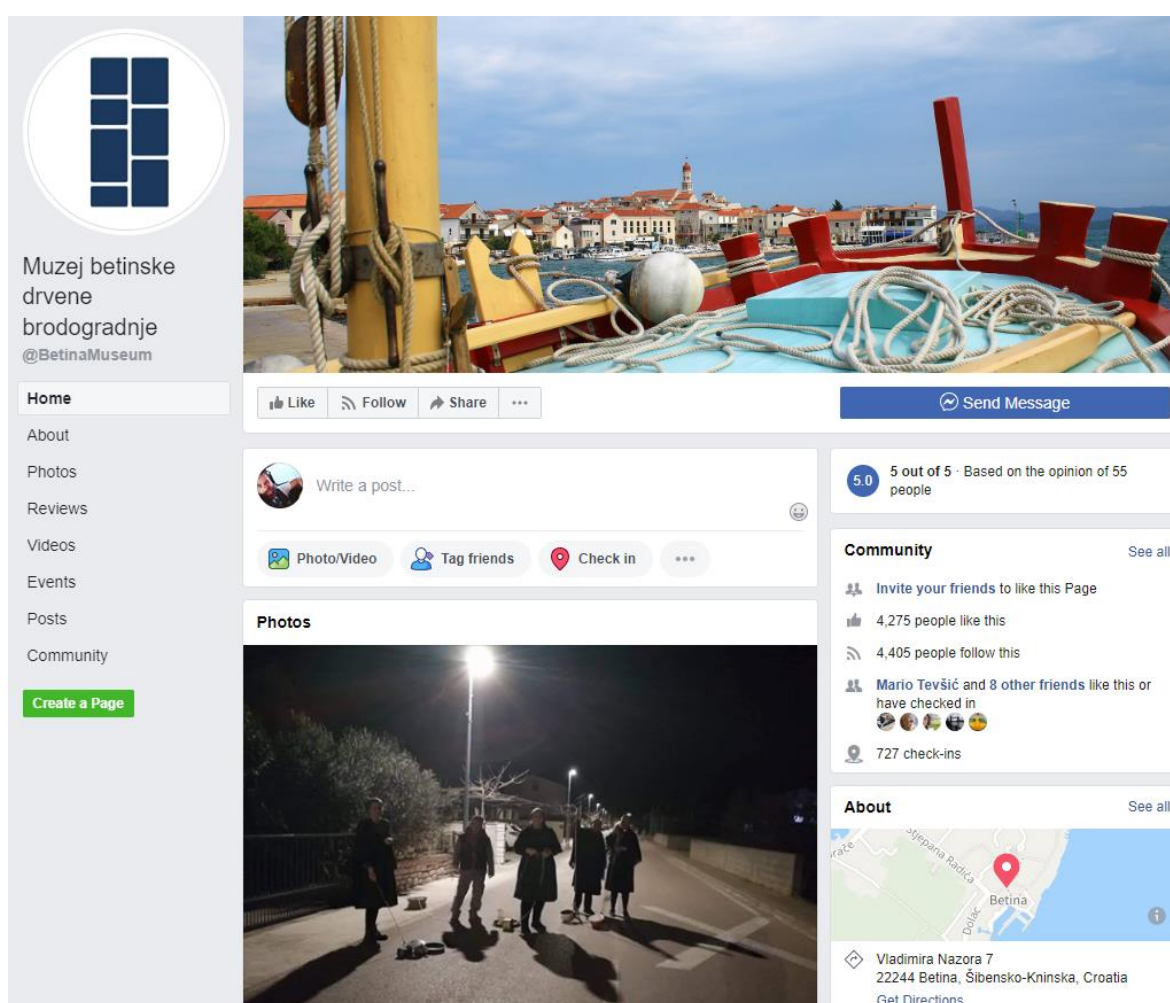 Muzej betinske
drvene
brodogradnje
@BetinaMuseum
Home
About
Photos
Reviews
Videos
Events
Posts
Community
Create a Page
Like
Follow
Share
Send Message
Write a post...
Photo/Video
Tag friends
Check in
Photos
5.0
5 out of 5 · Based on the opinion of 55
people
Community
See all
Invite your friends to like this Page
4,275 people like this
4,405 people follow this
Mario Tevšić and 8 other friends like this or
have checked in
727 check-ins
About
See all
Stjepana Radića
Betina
Dolac
Vladimira Nazora 7
22244 Betina, Šibensko-Kninska, Croatia
Get Directions